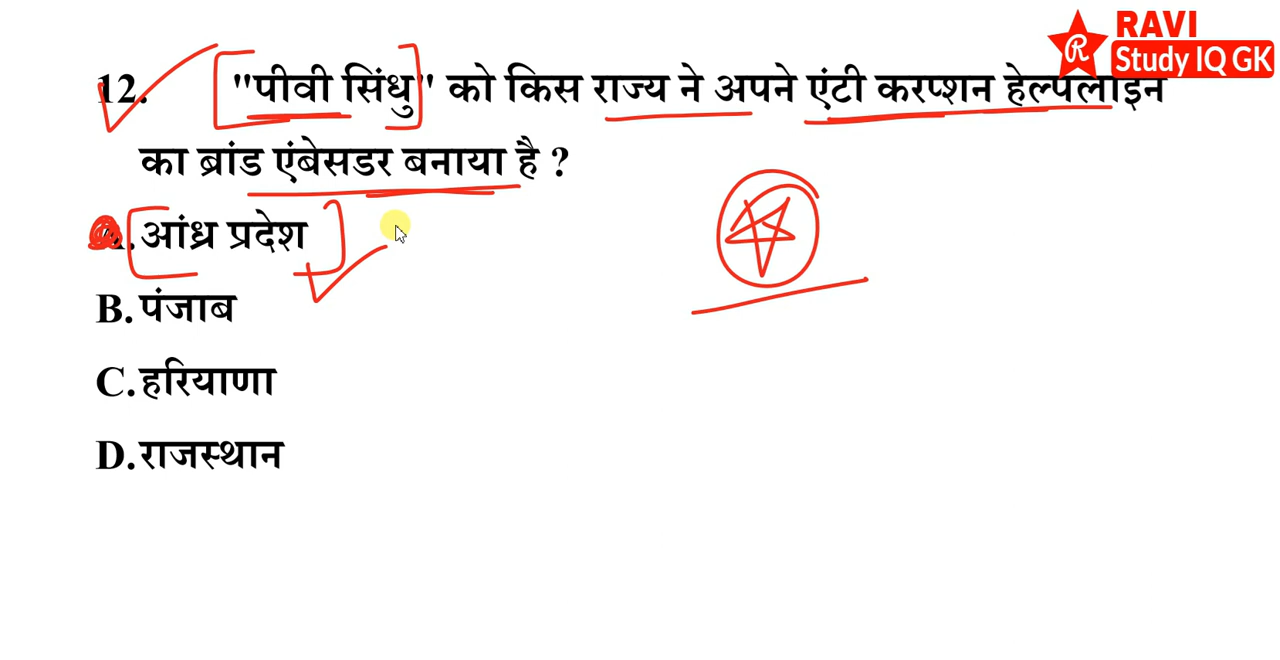 RAVI
R Study IQ GK
12. "पीवी सिंधु" को किस राज्य ने अपने एंटी करप्शन हेल्पलाइन
का ब्रांड एंबेसडर बनाया है ?
A. आंध्र प्रदेश
B. पंजाब
C. हरियाणा
D. राजस्थान